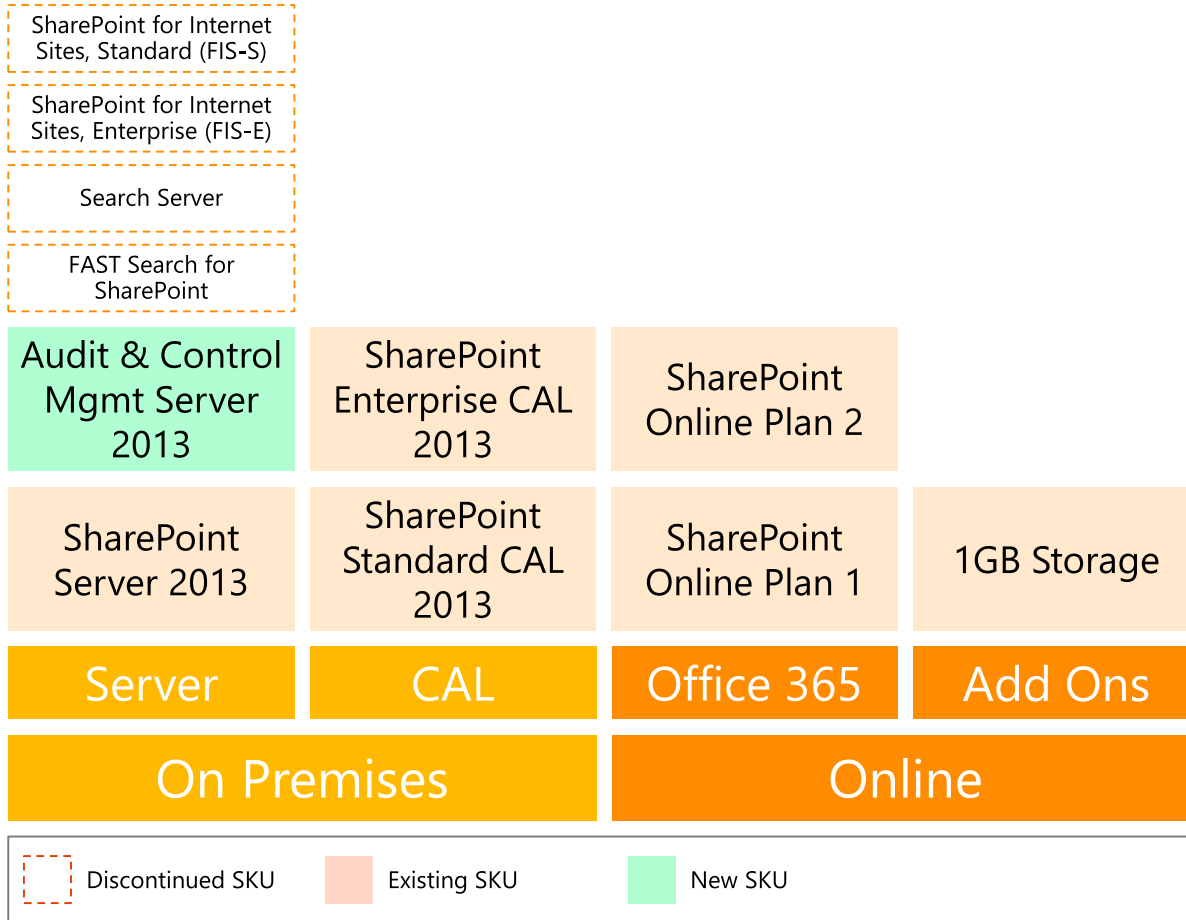 SharePoint for Internet
Sites, Standard (FIS-S)
SharePoint for Internet
Sites, Enterprise (FIS-E)
Search Server
FAST Search for
SharePoint
Audit & Control
Mgmt Server
2013
SharePoint
Enterprise CAL
2013
SharePoint
Online Plan 2
SharePoint
Server 2013
SharePoint
Standard CAL
2013
SharePoint
Online Plan 1
1GB Storage
Server
CAL
Office 365
Add Ons
On Premises
Online
Discontinued SKU
Existing SKU
New SKU